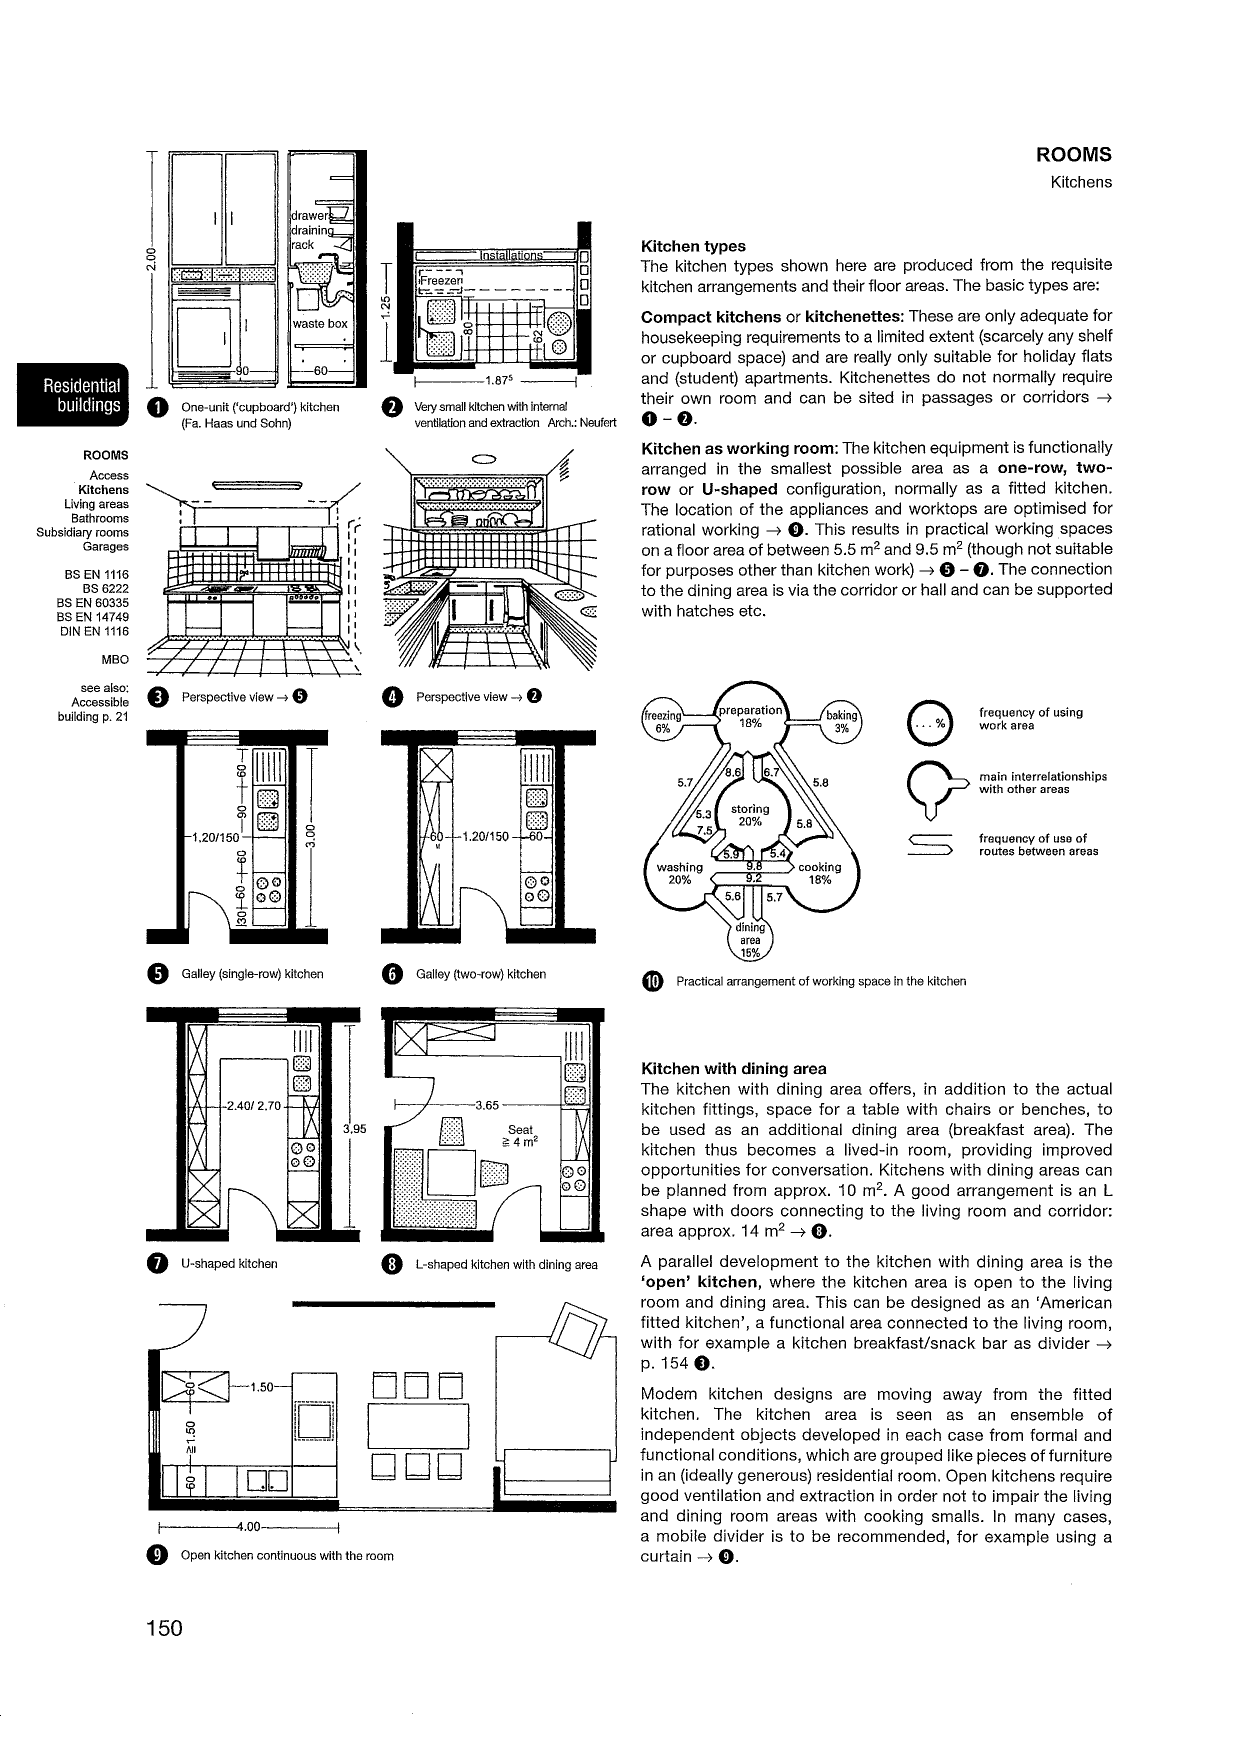 ROOMS
Kitchens
Residential
buildings
ROOMS
Access
Kitchens
Living areas
Bathrooms
Subsidiary rooms
Garages
BS EN 1116
BS 6222
BS EN 60335
BS EN 14749
DIN EN 1116
MBO
see also:
Accessible
building p. 21
2.00
drawers
draining
rack
waste box
90
60
1 One-unit ('cupboard') kitchen
(Fa. Haas und Sohn)
Installations
Freezer
1.25
80
62
1.87⁵
2 Very small kitchen with internal
ventilation and extraction Arch.: Neufert
3 Perspective view → 5
4 Perspective view → 2
60
90
1.20/150
60
60
30
3.00
5 Galley (single-row) kitchen
60
1.20/150
60
6 Galley (two-row) kitchen
2.40/ 2.70
3,95
7 U-shaped kitchen
3.65
Seat
≧ 4 m²
8 L-shaped kitchen with dining area
60
1.50
≥1.50
60
4.00
9 Open kitchen continuous with the room
Kitchen types
The kitchen types shown here are produced from the requisite
kitchen arrangements and their floor areas. The basic types are:
Compact kitchens or kitchenettes: These are only adequate for
housekeeping requirements to a limited extent (scarcely any shelf
or cupboard space) and are really only suitable for holiday flats
and (student) apartments. Kitchenettes do not normally require
their own room and can be sited in passages or corridors →
1 – 2.
Kitchen as working room: The kitchen equipment is functionally
arranged in the smallest possible area as a one-row, two-
row or U-shaped configuration, normally as a fitted kitchen.
The location of the appliances and worktops are optimised for
rational working → 9. This results in practical working spaces
on a floor area of between 5.5 m² and 9.5 m² (though not suitable
for purposes other than kitchen work) → 5 – 7. The connection
to the dining area is via the corridor or hall and can be supported
with hatches etc.
freezing
6%
preparation
18%
baking
3%
5.7
8.6
6.7
5.8
5.3
7.5
storing
20%
5.8
5.9
5.4
washing
20%
9.8
9.2
cooking
18%
5.6
5.7
dining
area
15%
...%
frequency of using
work area
main interrelationships
with other areas
frequency of use of
routes between areas
10 Practical arrangement of working space in the kitchen
Kitchen with dining area
The kitchen with dining area offers, in addition to the actual
kitchen fittings, space for a table with chairs or benches, to
be used as an additional dining area (breakfast area). The
kitchen thus becomes a lived-in room, providing improved
opportunities for conversation. Kitchens with dining areas can
be planned from approx. 10 m². A good arrangement is an L
shape with doors connecting to the living room and corridor:
area approx. 14 m² → 8.
A parallel development to the kitchen with dining area is the
'open' kitchen, where the kitchen area is open to the living
room and dining area. This can be designed as an 'American
fitted kitchen', a functional area connected to the living room,
with for example a kitchen breakfast/snack bar as divider →
p. 154 3.
Modem kitchen designs are moving away from the fitted
kitchen. The kitchen area is seen as an ensemble of
independent objects developed in each case from formal and
functional conditions, which are grouped like pieces of furniture
in an (ideally generous) residential room. Open kitchens require
good ventilation and extraction in order not to impair the living
and dining room areas with cooking smalls. In many cases,
a mobile divider is to be recommended, for example using a
curtain → 9.
150